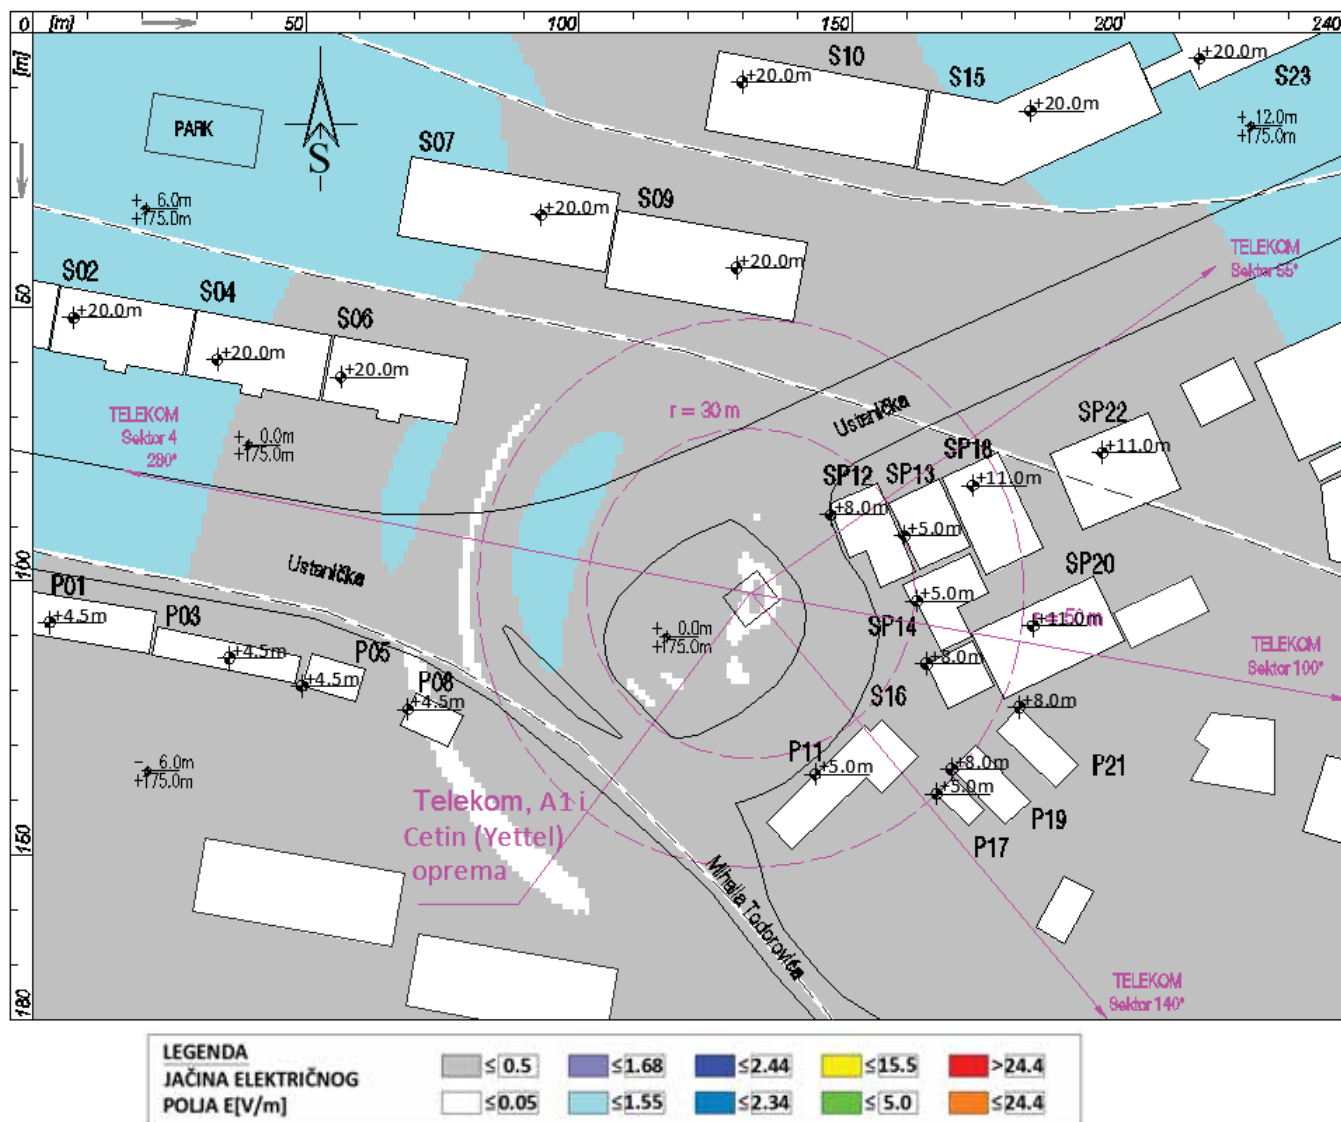 0 [m] 50 100 150 200 240
[m]
50
100
150
180
PARK
S
+ 6.0m
+175.0m
S07
+20.0m
S09
+20.0m
S10
+20.0m
S15
+20.0m
+20.0m
S23
+ 12.0m
+175.0m
S02
+20.0m
S04
+20.0m
S06
+20.0m
TELEKOM
Sektor 55°
TELEKOM
Sektor 4
280°
+ 0.0m
+175.0m
r = 30 m
Ustanička
SP12
+8.0m
SP13
+5.0m
SP18
+11.0m
SP22
+11.0m
Ustanička
P01
+4.5m
P03
+4.5m
P05
+4.5m
P08
+4.5m
+ 0.0m
+175.0m
+5.0m
SP14
SP20
+11.0m
+8.0m
TELEKOM
Sektor 100°
S16
+8.0m
P21
P11
+5.0m
+8.0m
P19
+5.0m
P17
− 6.0m
+175.0m
Telekom, A1 i
Cetin (Yettel)
oprema
Mihajla Todorovića
TELEKOM
Sektor 140°
LEGENDA
JAČINA ELEKTRIČNOG
POLJA E[V/m]
≤ 0.5 ≤1.68 ≤2.44 ≤15.5 >24.4
≤0.05 ≤1.55 ≤2.34 ≤ 5.0 ≤24.4